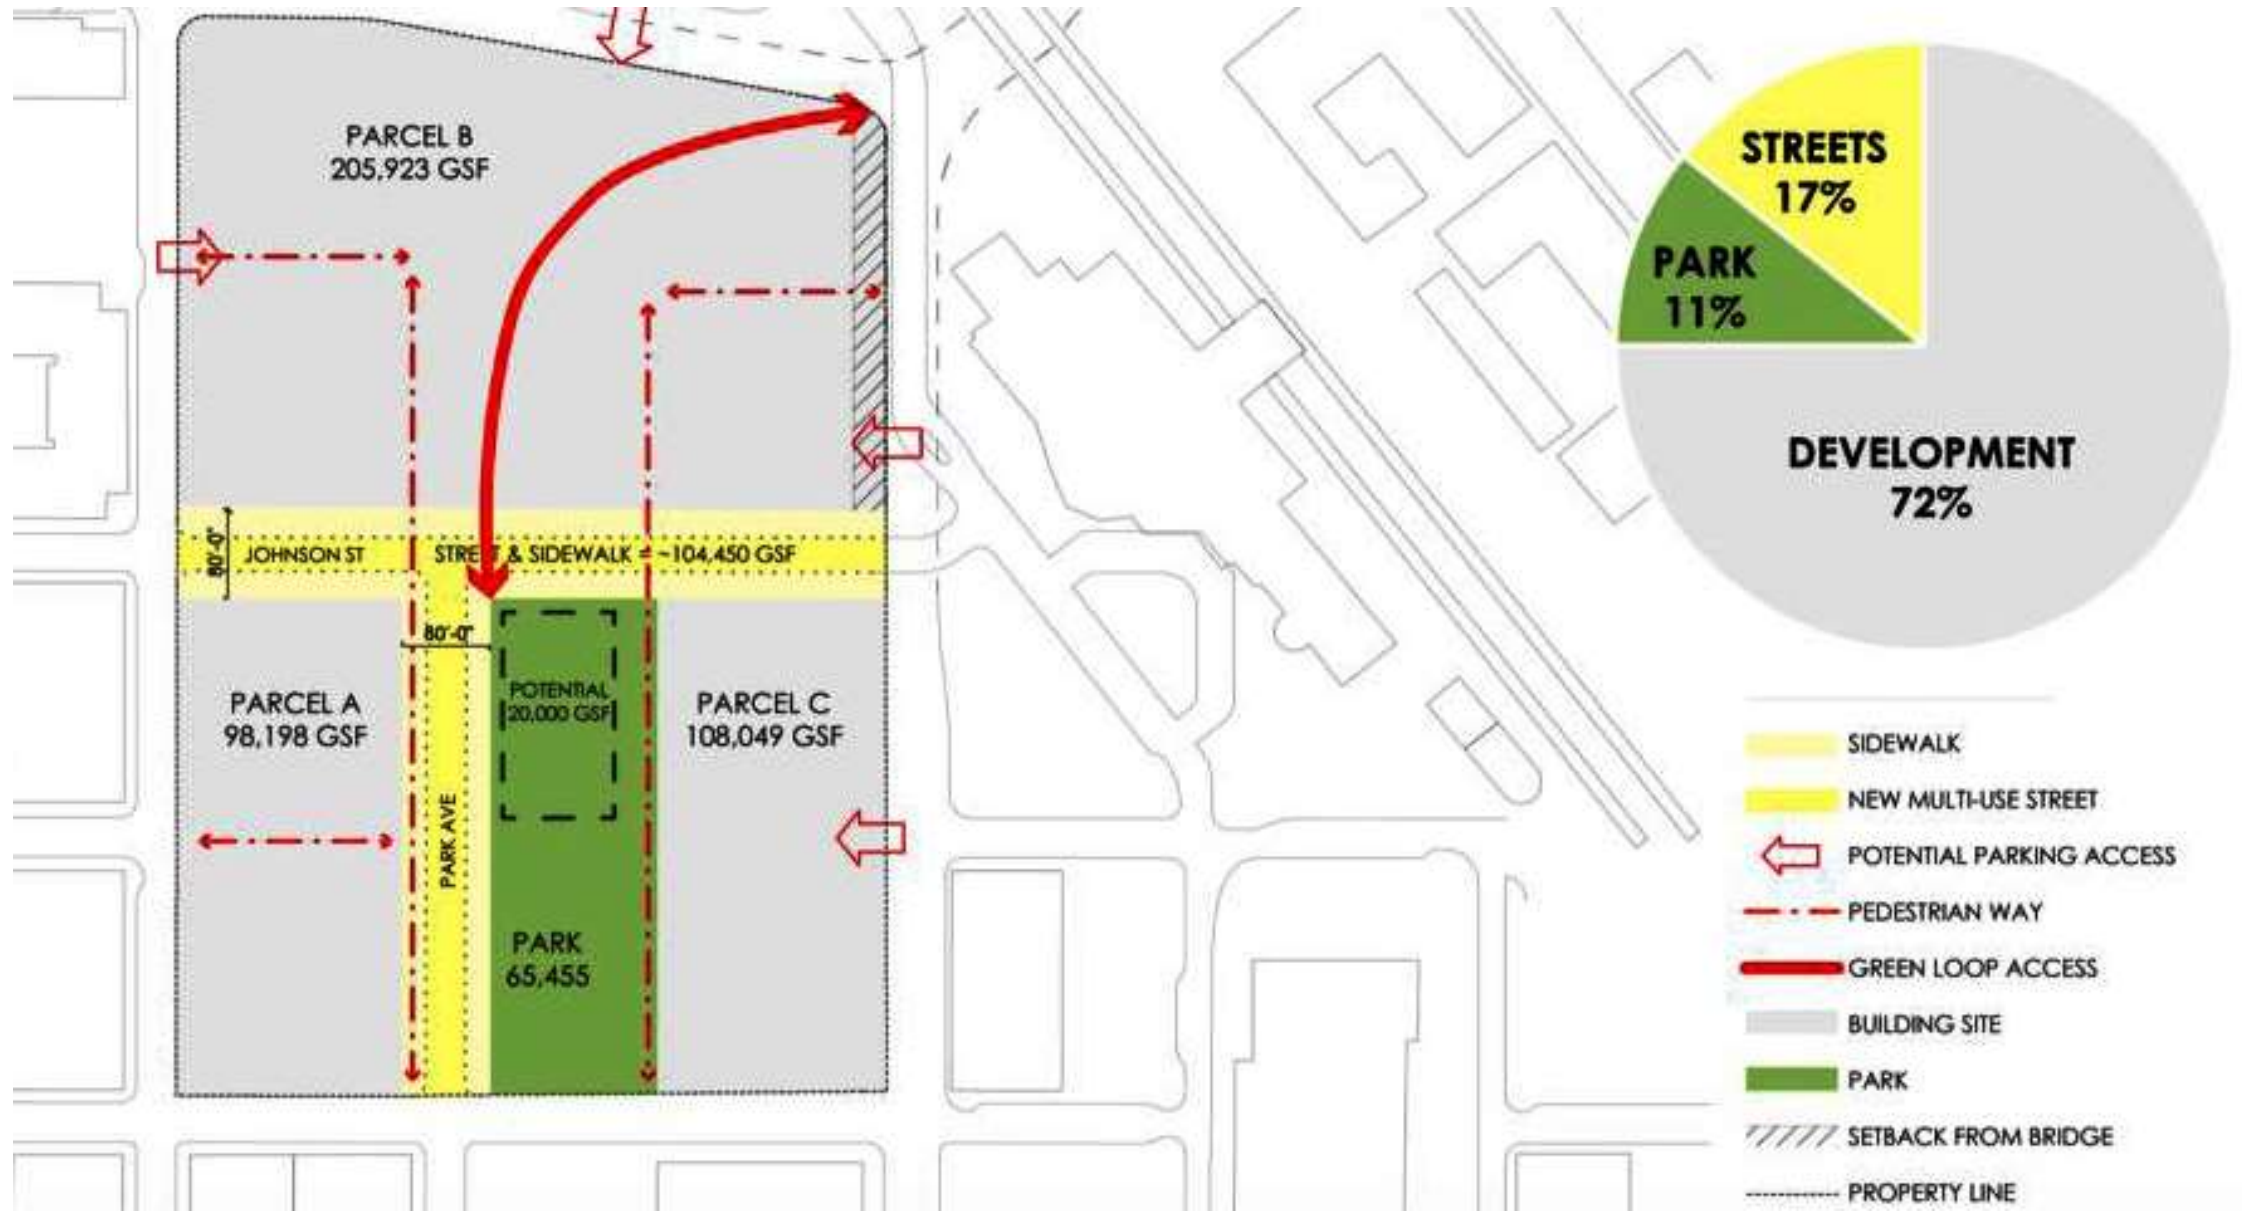 PARCEL B
205,923 GSF
80'-0"
JOHNSON ST
STREET & SIDEWALK = ~104,450 GSF
80'-0"
PARCEL A
98,198 GSF
POTENTIAL
20,000 GSF
PARCEL C
108,049 GSF
PARK AVE
PARK
65,455
STREETS
17%
PARK
11%
DEVELOPMENT
72%
SIDEWALK
NEW MULTI-USE STREET
POTENTIAL PARKING ACCESS
PEDESTRIAN WAY
GREEN LOOP ACCESS
BUILDING SITE
PARK
SETBACK FROM BRIDGE
PROPERTY LINE